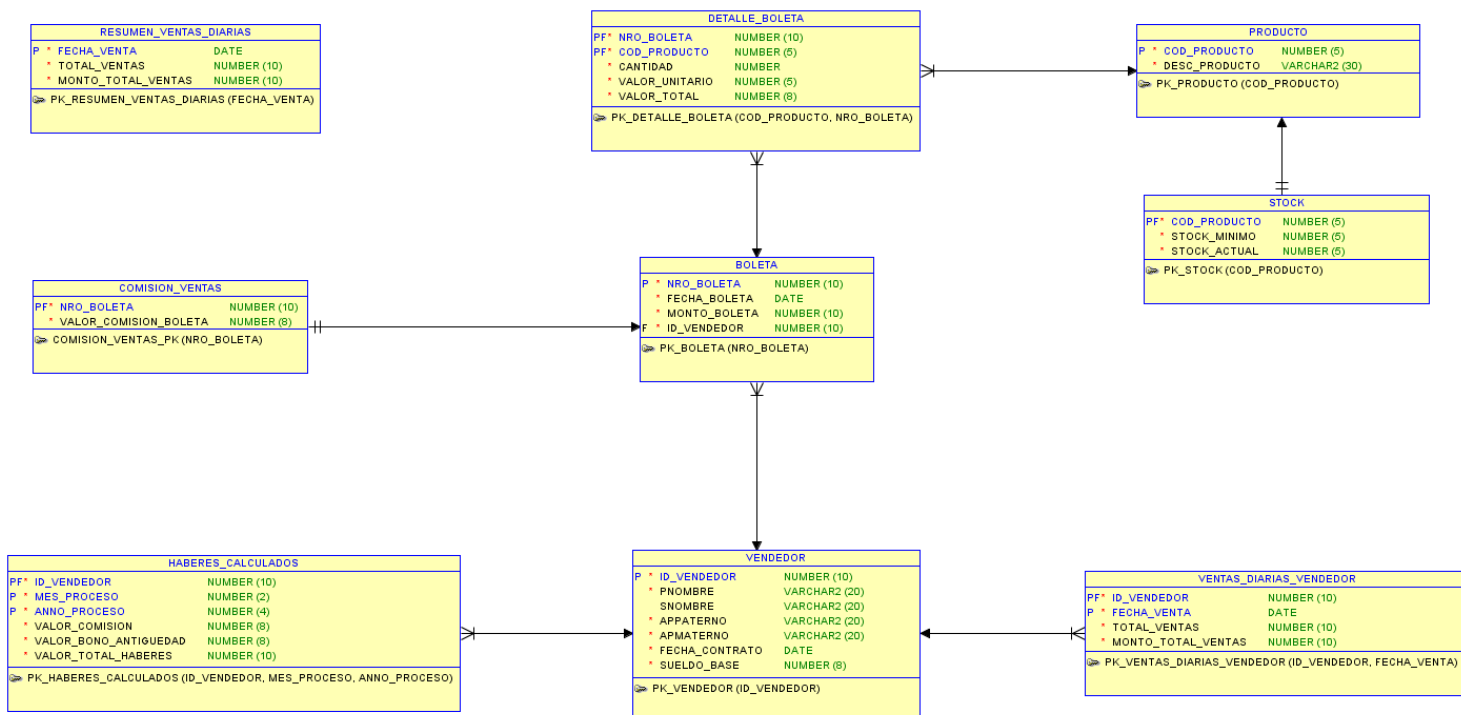 RESUMEN_VENTAS_DIARIAS
P * FECHA_VENTA DATE
* TOTAL_VENTAS NUMBER (10)
* MONTO_TOTAL_VENTAS NUMBER (10)
PK_RESUMEN_VENTAS_DIARIAS (FECHA_VENTA)
DETALLE_BOLETA
PF* NRO_BOLETA NUMBER (10)
PF* COD_PRODUCTO NUMBER (5)
* CANTIDAD NUMBER
* VALOR_UNITARIO NUMBER (5)
* VALOR_TOTAL NUMBER (8)
PK_DETALLE_BOLETA (COD_PRODUCTO, NRO_BOLETA)
PRODUCTO
P * COD_PRODUCTO NUMBER (5)
* DESC_PRODUCTO VARCHAR2 (30)
PK_PRODUCTO (COD_PRODUCTO)
STOCK
PF* COD_PRODUCTO NUMBER (5)
* STOCK_MINIMO NUMBER (5)
* STOCK_ACTUAL NUMBER (5)
PK_STOCK (COD_PRODUCTO)
COMISION_VENTAS
PF* NRO_BOLETA NUMBER (10)
* VALOR_COMISION_BOLETA NUMBER (8)
COMISION_VENTAS_PK (NRO_BOLETA)
BOLETA
P * NRO_BOLETA NUMBER (10)
* FECHA_BOLETA DATE
* MONTO_BOLETA NUMBER (10)
F * ID_VENDEDOR NUMBER (10)
PK_BOLETA (NRO_BOLETA)
HABERES_CALCULADOS
PF* ID_VENDEDOR NUMBER (10)
P * MES_PROCESO NUMBER (2)
P * ANNO_PROCESO NUMBER (4)
* VALOR_COMISION NUMBER (8)
* VALOR_BONO_ANTIGUEDAD NUMBER (8)
* VALOR_TOTAL_HABERES NUMBER (10)
PK_HABERES_CALCULADOS (ID_VENDEDOR, MES_PROCESO, ANNO_PROCESO)
VENDEDOR
P * ID_VENDEDOR NUMBER (10)
* PNOMBRE VARCHAR2 (20)
SNOMBRE VARCHAR2 (20)
* APPATERNO VARCHAR2 (20)
* APMATERNO VARCHAR2 (20)
* FECHA_CONTRATO DATE
* SUELDO_BASE NUMBER (8)
PK_VENDEDOR (ID_VENDEDOR)
VENTAS_DIARIAS_VENDEDOR
PF* ID_VENDEDOR NUMBER (10)
P * FECHA_VENTA DATE
* TOTAL_VENTAS NUMBER (10)
* MONTO_TOTAL_VENTAS NUMBER (10)
PK_VENTAS_DIARIAS_VENDEDOR (ID_VENDEDOR, FECHA_VENTA)